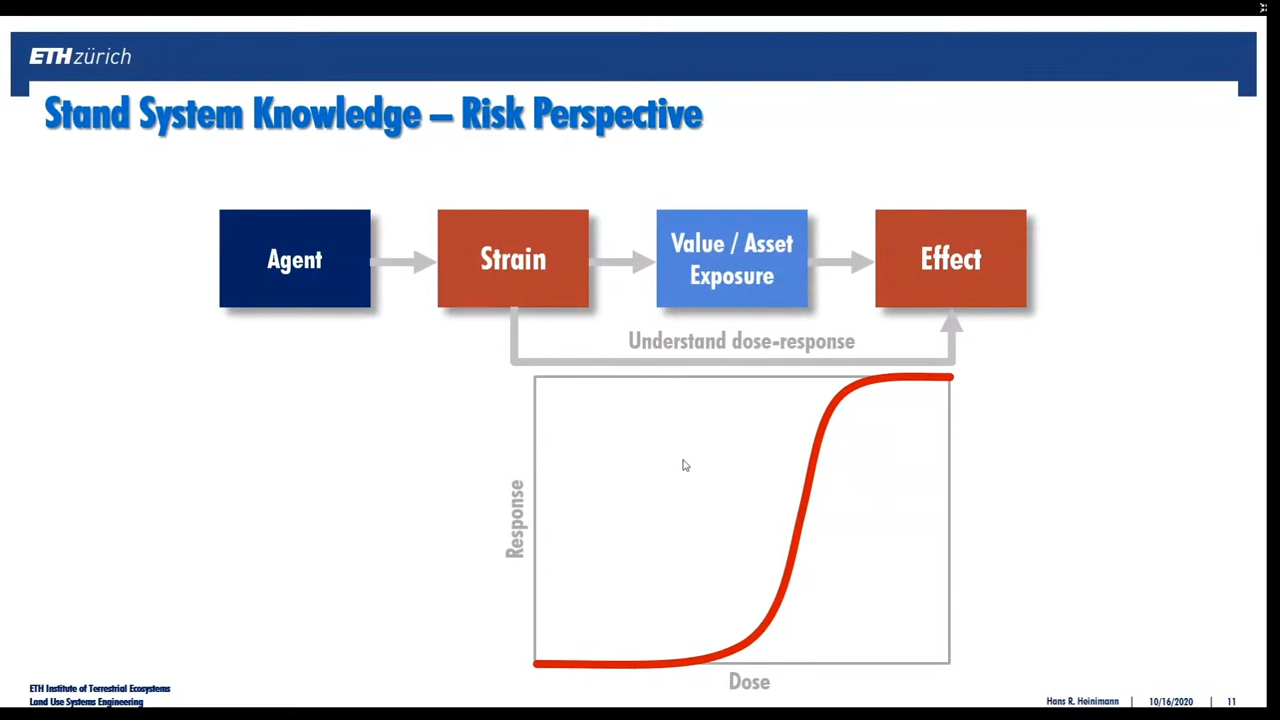 ETH zürich
Stand System Knowledge – Risk Perspective
Agent
Strain
Value / Asset
Exposure
Effect
Understand dose-response
Response
Dose
ETH Institute of Terrestrial Ecosystems
Land Use Systems Engineering
Hans R. Heinimann | 10/16/2020 | 11